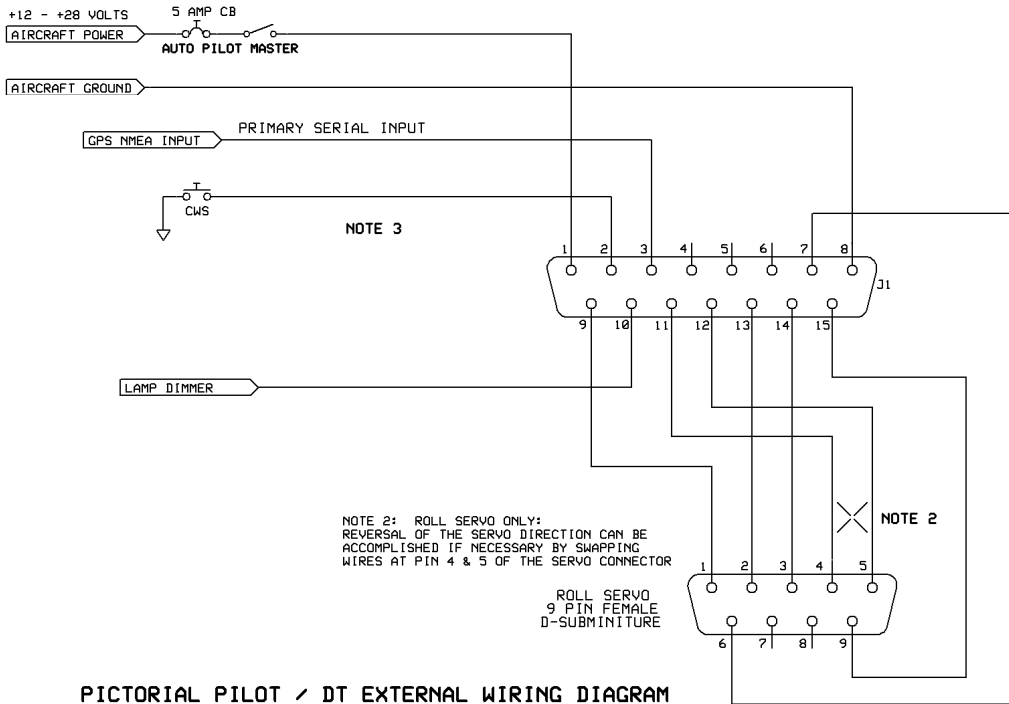 +12 - +28 VOLTS
5 AMP CB
AIRCRAFT POWER
AUTO PILOT MASTER
AIRCRAFT GROUND
GPS NMEA INPUT
PRIMARY SERIAL INPUT
CWS
NOTE 3
1 2 3 4 5 6 7 8
J1
9 10 11 12 13 14 15
LAMP DIMMER
NOTE 2: ROLL SERVO ONLY:
REVERSAL OF THE SERVO DIRECTION CAN BE
ACCOMPLISHED IF NECESSARY BY SWAPPING
WIRES AT PIN 4 & 5 OF THE SERVO CONNECTOR
NOTE 2
1 2 3 4 5
ROLL SERVO
9 PIN FEMALE
D-SUBMINITURE
6 7 8 9
PICTORIAL PILOT / DT EXTERNAL WIRING DIAGRAM